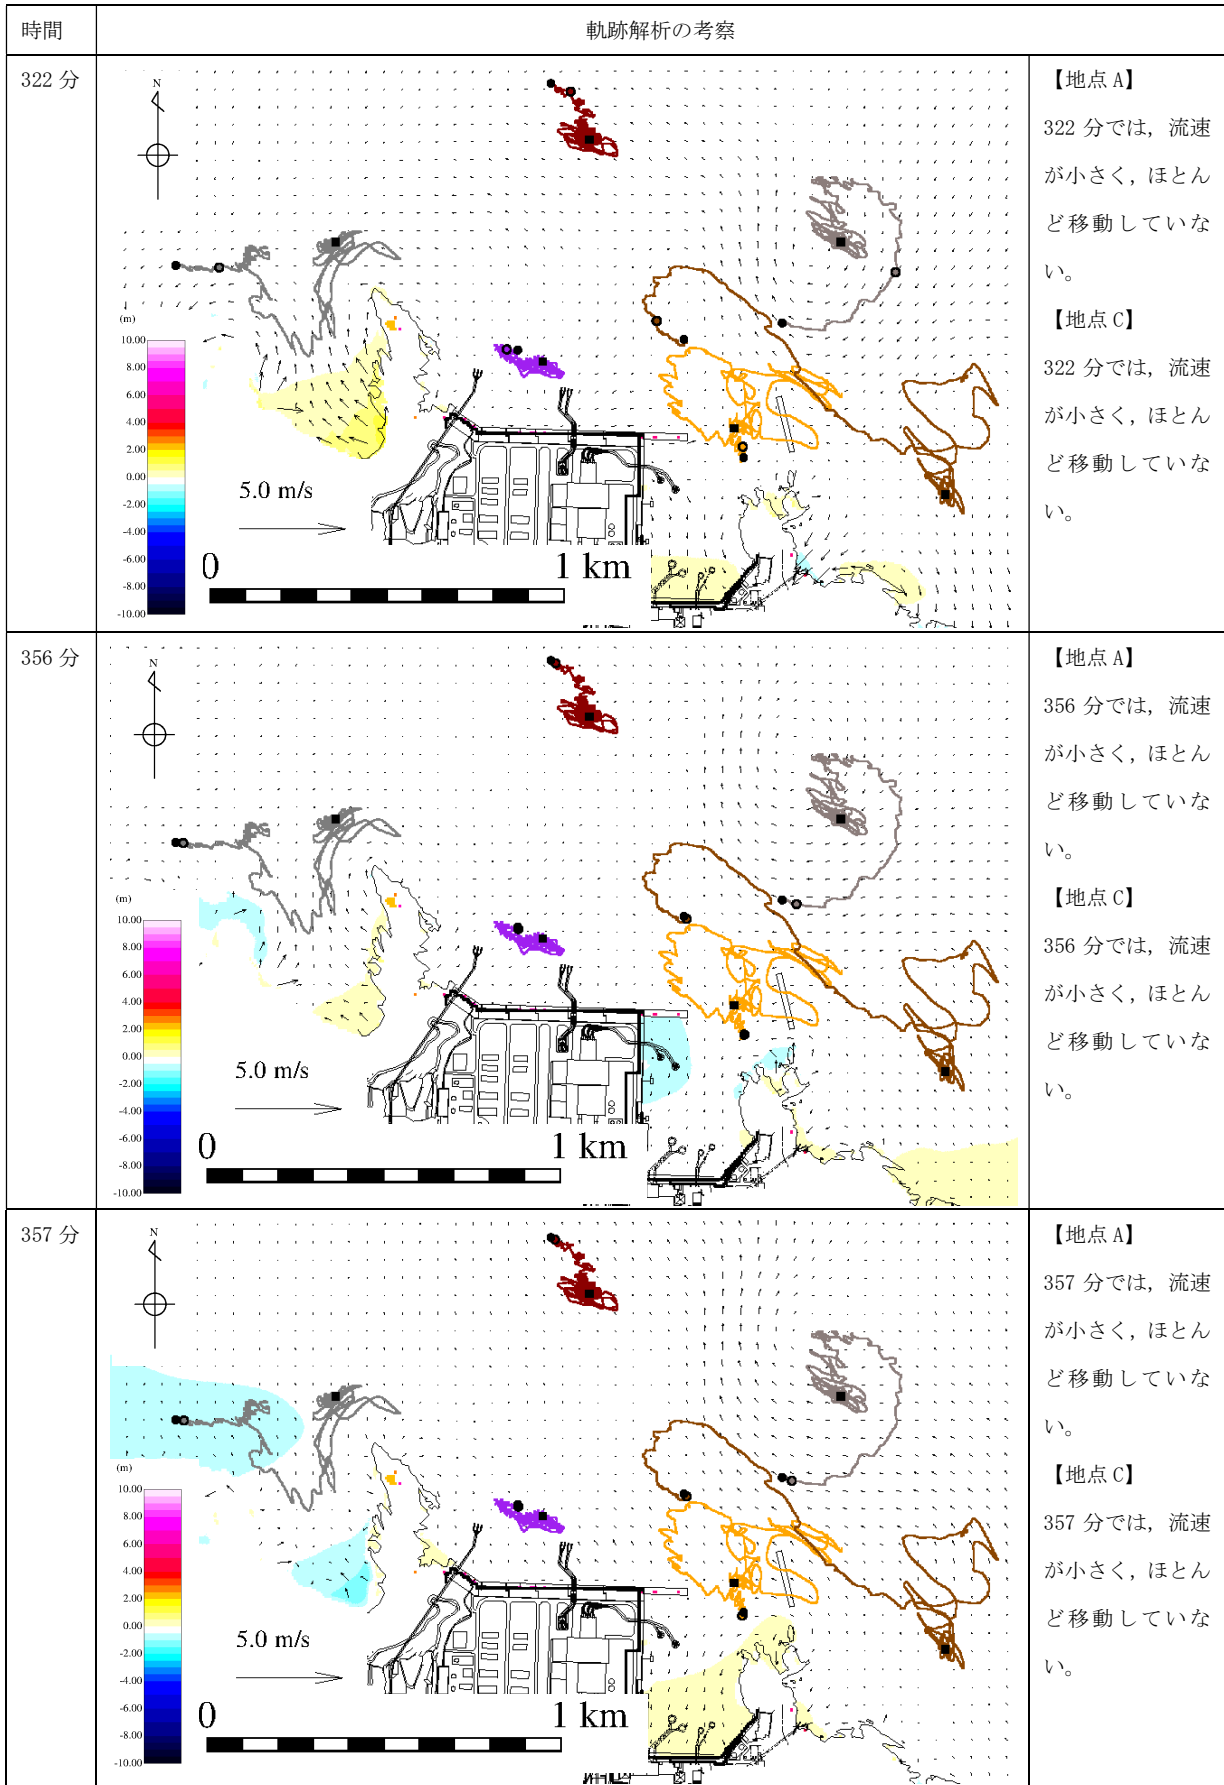 時間
軌跡解析の考察
322 分
N
(m)
10.00
8.00
6.00
4.00
2.00
0.00
-2.00
-4.00
-6.00
-8.00
-10.00
5.0 m/s
0
1 km
【地点 A】
322 分では，流速
が小さく，ほとん
ど移動していな
い。
【地点 C】
322 分では，流速
が小さく，ほとん
ど移動していな
い。
356 分
N
(m)
10.00
8.00
6.00
4.00
2.00
0.00
-2.00
-4.00
-6.00
-8.00
-10.00
5.0 m/s
0
1 km
【地点 A】
356 分では，流速
が小さく，ほとん
ど移動していな
い。
【地点 C】
356 分では，流速
が小さく，ほとん
ど移動していな
い。
357 分
N
(m)
10.00
8.00
6.00
4.00
2.00
0.00
-2.00
-4.00
-6.00
-8.00
-10.00
5.0 m/s
0
1 km
【地点 A】
357 分では，流速
が小さく，ほとん
ど移動していな
い。
【地点 C】
357 分では，流速
が小さく，ほとん
ど移動していな
い。